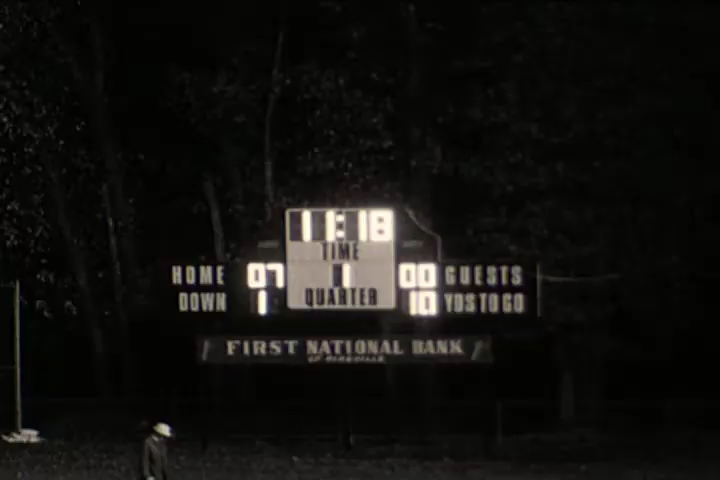 11:18
TIME
HOME 07 1 00 GUESTS
DOWN 1 QUARTER 10 YDS TO GO
FIRST NATIONAL BANK